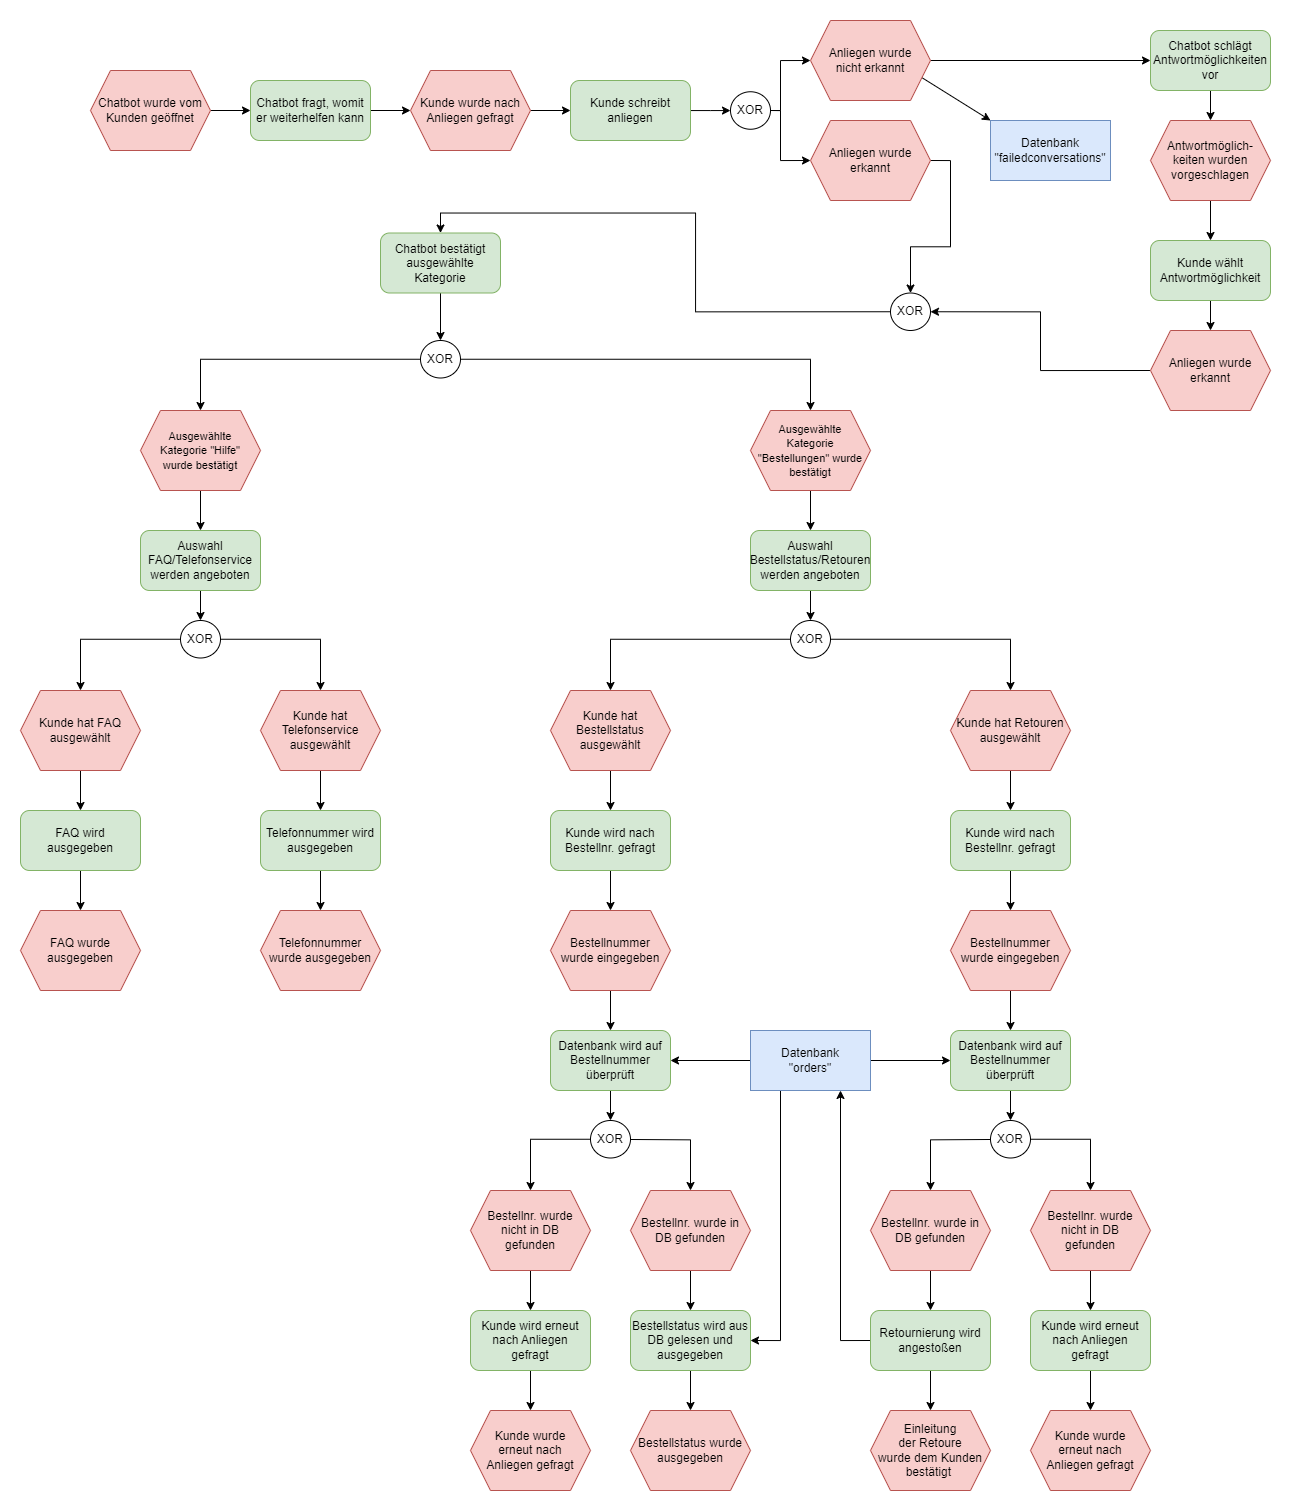 Chatbot wurde vom
Kunden geöffnet
Chatbot fragt, womit
er weiterhelfen kann
Kunde wurde nach
Anliegen gefragt
Kunde schreibt
anliegen
XOR
Anliegen wurde
nicht erkannt
Chatbot schlägt
Antwortmöglichkeiten
vor
Anliegen wurde
erkannt
Datenbank
"failedconversations"
Antwortmöglich-
keiten wurden
vorgeschlagen
Chatbot bestätigt
ausgewählte
Kategorie
Kunde wählt
Antwortmöglichkeit
XOR
XOR
Anliegen wurde
erkannt
Ausgewählte
Kategorie "Hilfe"
wurde bestätigt
Ausgewählte
Kategorie
"Bestellungen" wurde
bestätigt
Auswahl
FAQ/Telefonservice
werden angeboten
Auswahl
Bestellstatus/Retouren
werden angeboten
XOR
XOR
Kunde hat FAQ
ausgewählt
Kunde hat
Telefonservice
ausgewählt
Kunde hat
Bestellstatus
ausgewählt
Kunde hat Retouren
ausgewählt
FAQ wird
ausgegeben
Telefonnummer wird
ausgegeben
Kunde wird nach
Bestellnr. gefragt
Kunde wird nach
Bestellnr. gefragt
FAQ wurde
ausgegeben
Telefonnummer
wurde ausgegeben
Bestellnummer
wurde eingegeben
Bestellnummer
wurde eingegeben
Datenbank wird auf
Bestellnummer
überprüft
Datenbank
"orders"
Datenbank wird auf
Bestellnummer
überprüft
XOR
XOR
Bestellnr. wurde
nicht in DB
gefunden
Bestellnr. wurde in
DB gefunden
Bestellnr. wurde in
DB gefunden
Bestellnr. wurde
nicht in DB
gefunden
Kunde wird erneut
nach Anliegen
gefragt
Bestellstatus wird aus
DB gelesen und
ausgegeben
Retournierung wird
angestoßen
Kunde wird erneut
nach Anliegen
gefragt
Kunde wurde
erneut nach
Anliegen gefragt
Bestellstatus wurde
ausgegeben
Einleitung
der Retoure
wurde dem Kunden
bestätigt
Kunde wurde
erneut nach
Anliegen gefragt